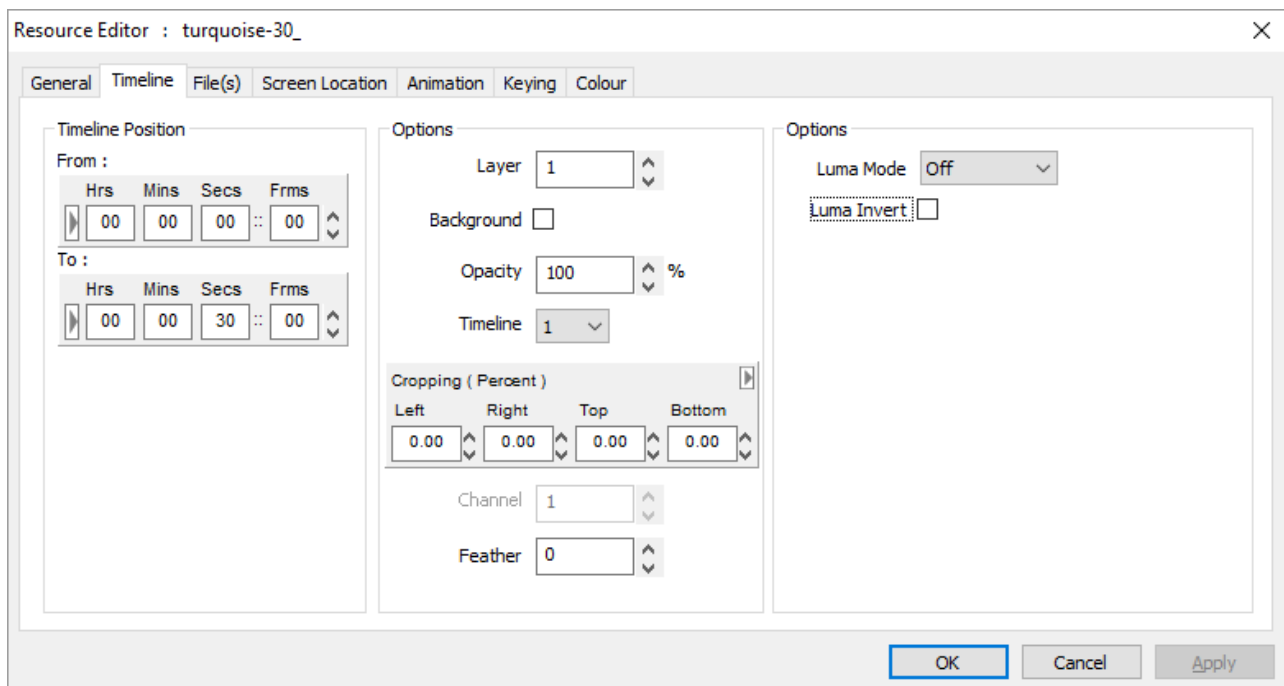 Resource Editor : turquoise-30_
General Timeline File(s) Screen Location Animation Keying Colour
Timeline Position
From :
Hrs Mins Secs Frms
00 00 00 :: 00
To :
Hrs Mins Secs Frms
00 00 30 :: 00
Options
Layer 1
Background
Opacity 100 %
Timeline 1
Cropping ( Percent )
Left Right Top Bottom
0.00 0.00 0.00 0.00
Channel 1
Feather 0
Options
Luma Mode Off
Luma Invert
OK Cancel Apply